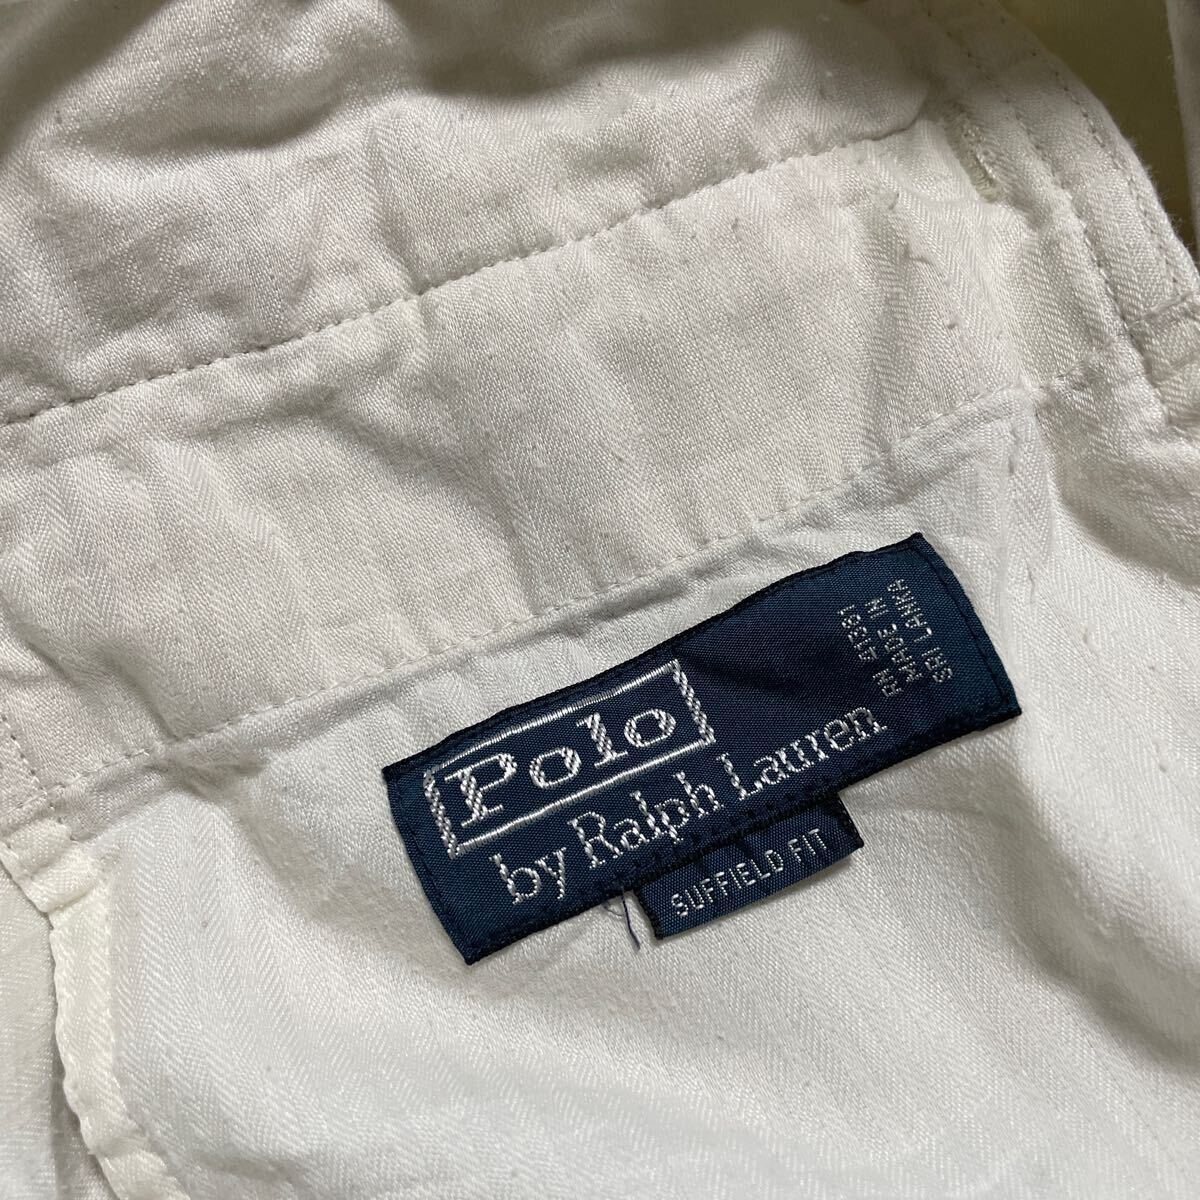 Polo
by Ralph Lauren
RN 41381
MADE IN
SRI LANKA
SUFFIELD FIT